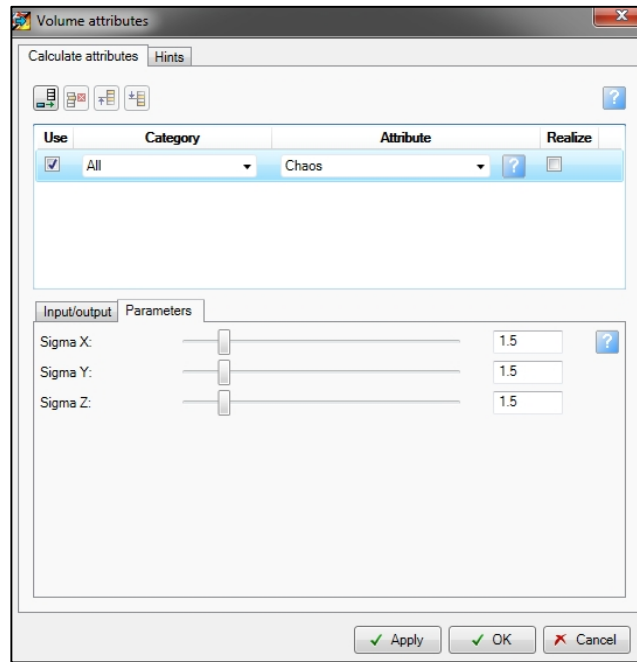 Volume attributes
Calculate attributes Hints
Use Category Attribute Realize
All Chaos ?
?
Input/output Parameters
Sigma X: 1.5 ?
Sigma Y: 1.5
Sigma Z: 1.5
Apply OK Cancel